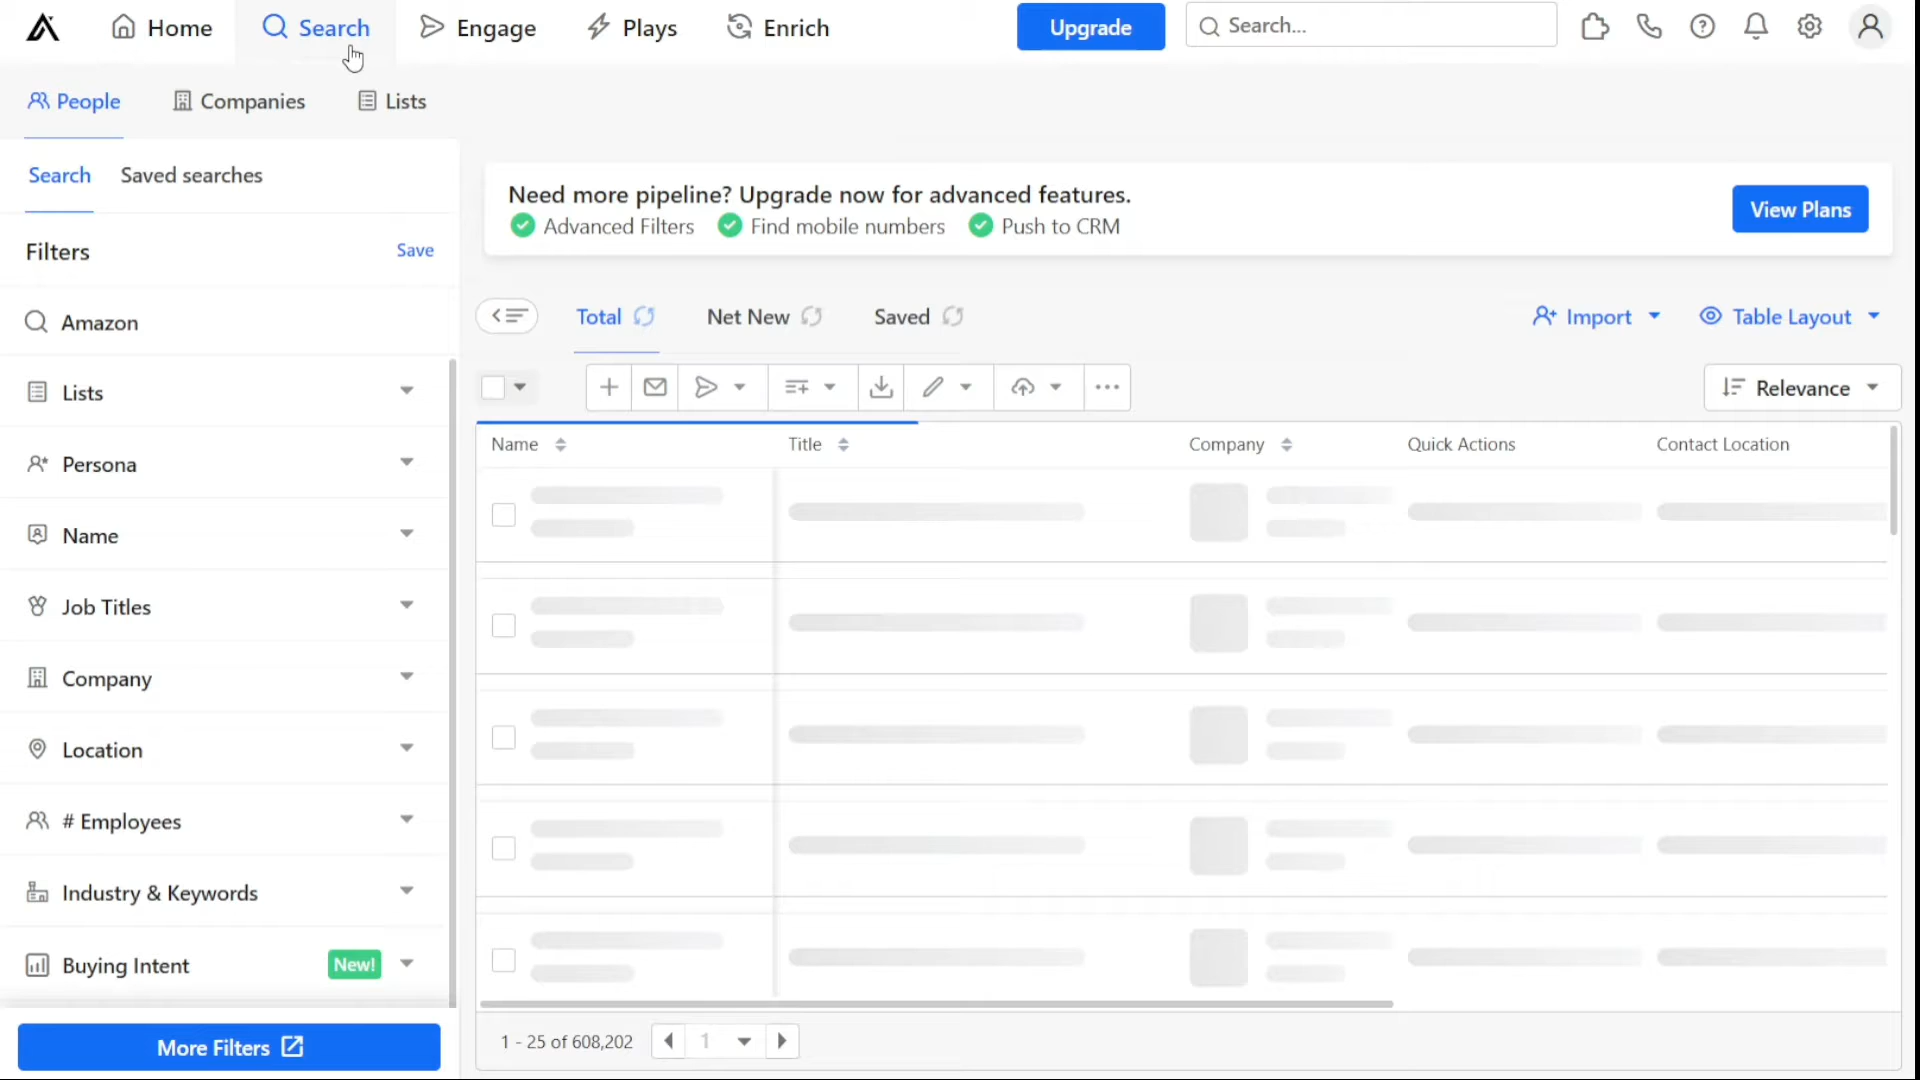 Home
Search
Engage
Plays
Enrich
Upgrade
Search...
People
Companies
Lists
Search
Saved searches
Need more pipeline? Upgrade now for advanced features.
Advanced Filters
Find mobile numbers
Push to CRM
View Plans
Filters
Save
Amazon
Total
Net New
Saved
Import
Table Layout
Relevance
Lists
Persona
Name
Job Titles
Company
Location
# Employees
Industry & Keywords
Buying Intent
New!
More Filters
Name
Title
Company
Quick Actions
Contact Location
1 - 25 of 608,202
1